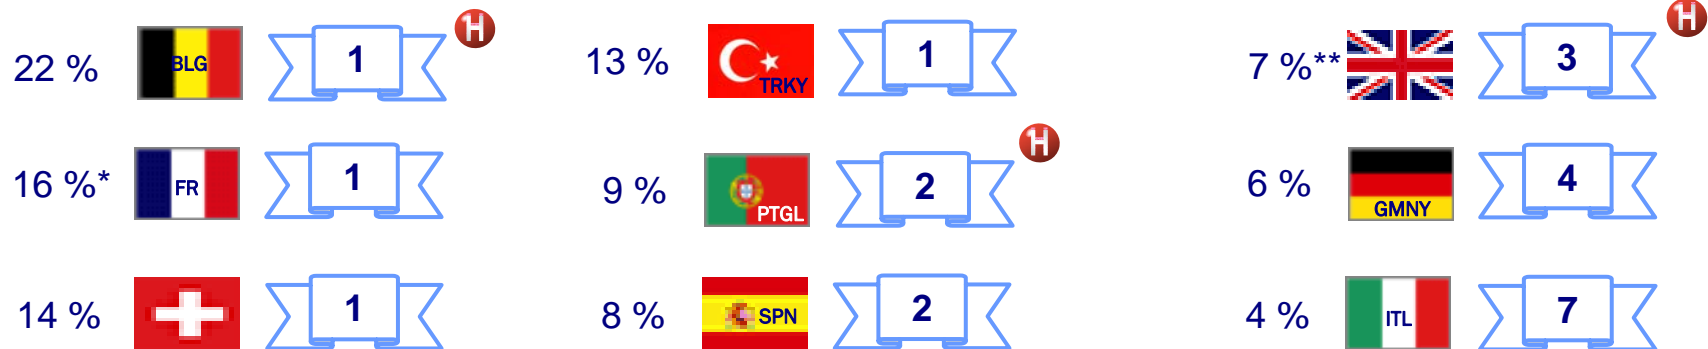 22 % BLG 1 H
13 % TRKY 1
7 %** 3 H
16 %* FR 1
9 % PTGL 2 H
6 % GMNY 4
14 % 1
8 % SPN 2
4 % ITL 7